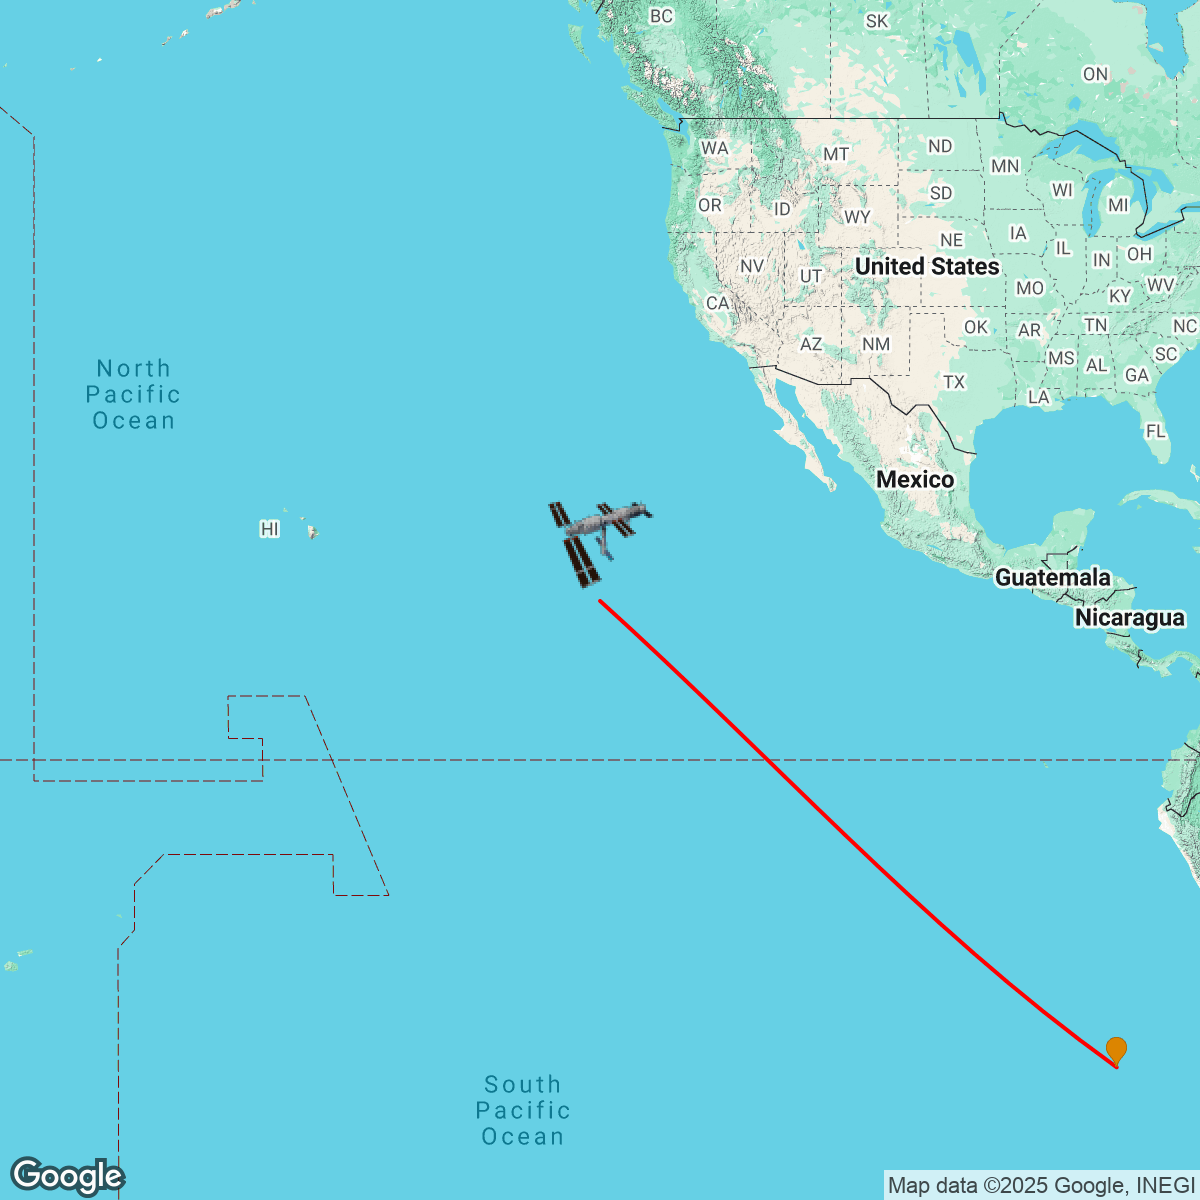 BC
SK
ON
WA
MT
ND
MN
OR
ID
WY
SD
WI
MI
NE
IA
NV
UT
United States
IL
IN
OH
CA
MO
KY
WV
AZ
NM
OK
AR
TN
NC
MS
AL
SC
GA
TX
LA
FL
North
Pacific
Ocean
Mexico
HI
Guatemala
Nicaragua
South
Pacific
Ocean
Google
Map data ©2025 Google, INEGI